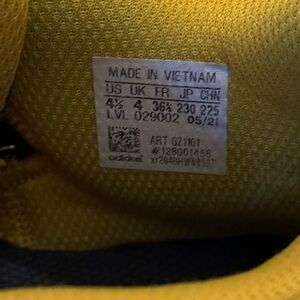 MADE IN VIETNAM
US UK FR JP CHN
4½ 4 36⅔ 230 225
LVL 029002 05/21
ART GZ1101
adidas